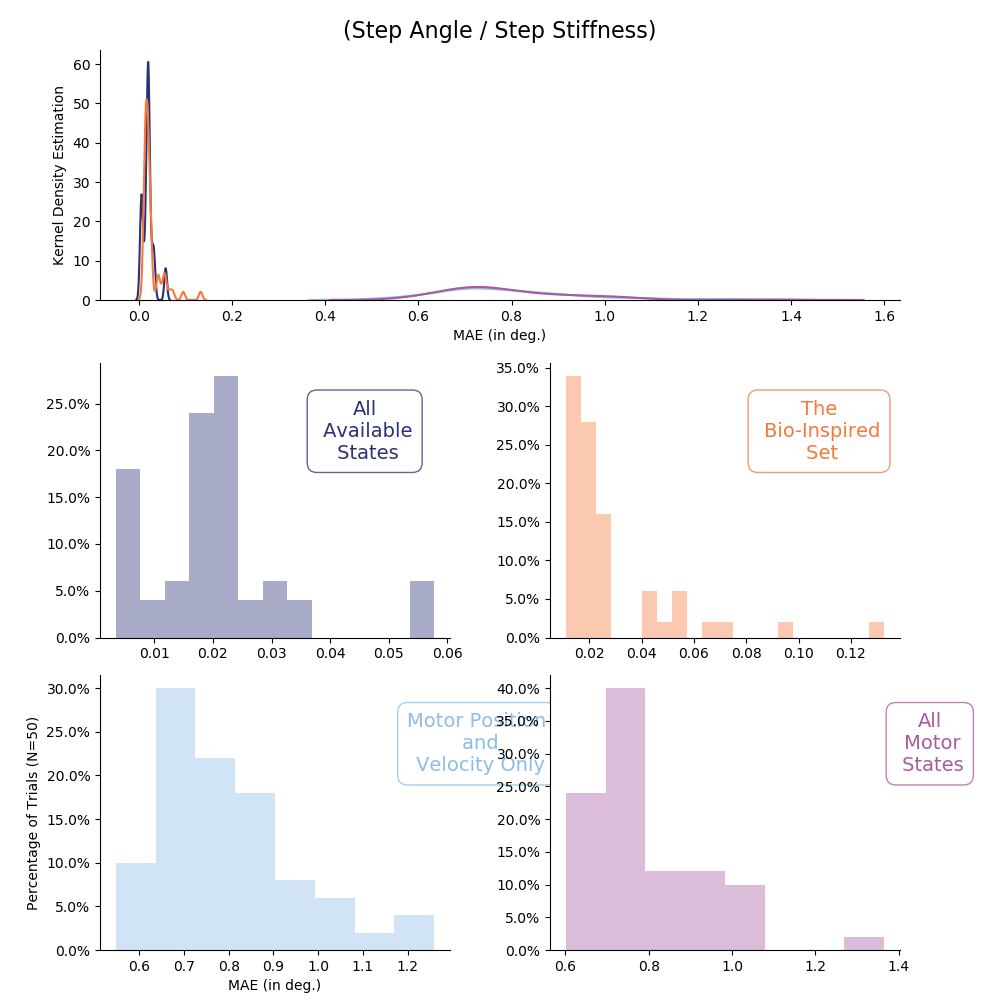 (Step Angle / Step Stiffness)
Kernel Density Estimation
60
50
40
30
20
10
0
0.0 0.2 0.4 0.6 0.8 1.0 1.2 1.4 1.6
MAE (in deg.)
25.0%
20.0%
15.0%
10.0%
5.0%
0.0%
0.01 0.02 0.03 0.04 0.05 0.06
All
Available
States
35.0%
30.0%
25.0%
20.0%
15.0%
10.0%
5.0%
0.0%
0.02 0.04 0.06 0.08 0.10 0.12
The
Bio-Inspired
Set
Percentage of Trials (N=50)
30.0%
25.0%
20.0%
15.0%
10.0%
5.0%
0.0%
0.6 0.7 0.8 0.9 1.0 1.1 1.2
MAE (in deg.)
Motor Position
and
Velocity Only
40.0%
35.0%
30.0%
25.0%
20.0%
15.0%
10.0%
5.0%
0.0%
0.6 0.8 1.0 1.2 1.4
All
Motor
States